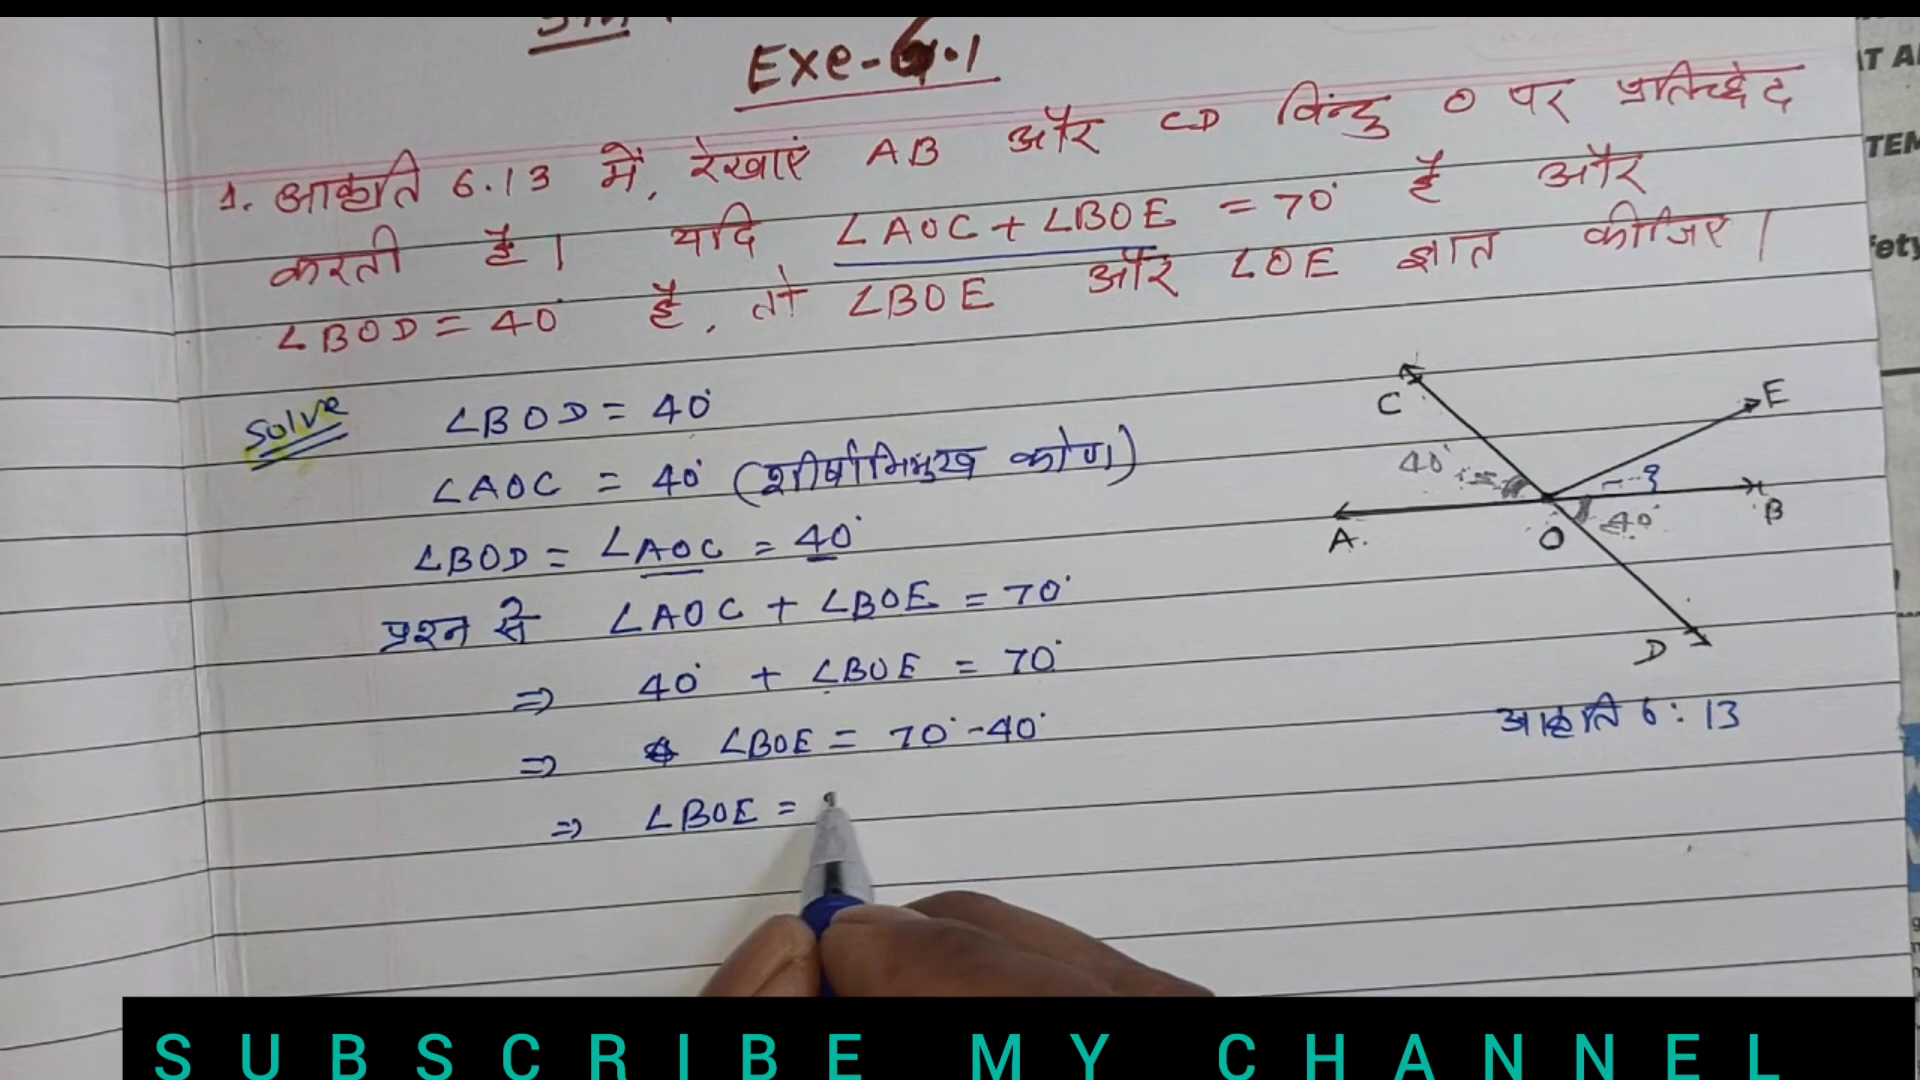 Exe-6.1
1. आकृति 6.13 में, रेखाएं AB और CD विन्दु O पर प्रतिच्छेद
करती है। यदि ∠AOC + ∠BOE = 70° है और
∠BOD = 40° है, तो ∠BOE और ∠OE ज्ञात कीजिए।
Solve ∠BOD = 40°
∠AOC = 40° (शीर्षाभिमुख कोण)
∠BOD = ∠AOC = 40°
प्रश्न से ∠AOC + ∠BOE = 70°
⇒ 40° + ∠BOE = 70°
⇒ ∠BOE = 70° - 40°
⇒ ∠BOE =
C
E
40°
A.
O
40°
B
D
आकृति 6:13
T A
TEM
fety
SUBSCRIBE MY CHANNEL